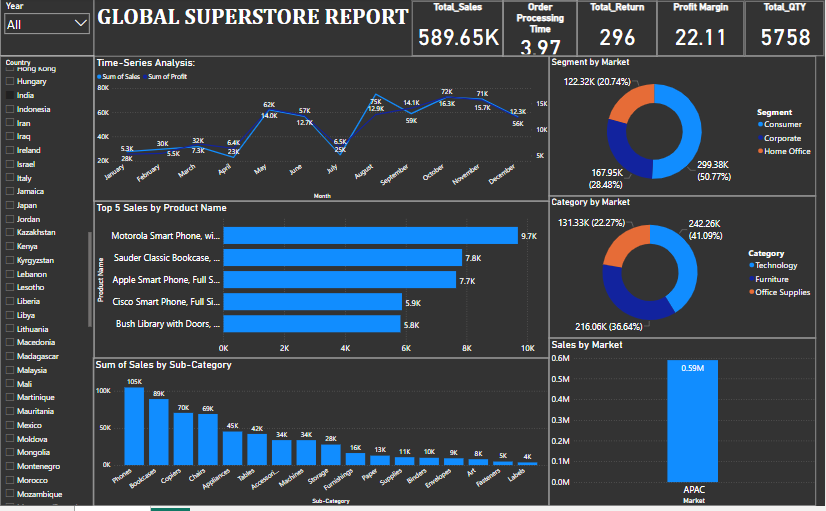 Year
All
GLOBAL SUPERSTORE REPORT
Total_Sales
589.65K
Order
Processing
Time
3.97
Total_Return
296
Profit Margin
22.11
Total_QTY
5758
Country
Hong Kong
Hungary
India
Indonesia
Iran
Iraq
Ireland
Israel
Italy
Jamaica
Japan
Jordan
Kazakhstan
Kenya
Kyrgyzstan
Lebanon
Lesotho
Liberia
Libya
Lithuania
Macedonia
Madagascar
Malaysia
Mali
Martinique
Mauritania
Mexico
Moldova
Mongolia
Montenegro
Morocco
Mozambique
Time-Series Analysis:
Sum of Sales Sum of Profit
80K
60K
40K
20K
15K
10K
5K
5.3K
28K
30K
5.5K
32K
7.3K
6.4K
23K
62K
14.0K
57K
12.7K
6.5K
25K
75K
12.9K
14.1K
59K
72K
16.3K
71K
15.7K
12.3K
56K
January
February
March
April
May
June
July
August
September
October
November
December
Month
Top 5 Sales by Product Name
Product Name
Motorola Smart Phone, wi... 9.7K
Sauder Classic Bookcase, ... 7.8K
Apple Smart Phone, Full S... 7.7K
Cisco Smart Phone, Full Si... 5.9K
Bush Library with Doors, ... 5.8K
0K 2K 4K 6K 8K 10K
Sum of Sales by Sub-Category
100K
50K
0K
105K
89K
70K
69K
45K
42K
34K
34K
28K
16K
13K
11K
10K
9K
8K
5K
4K
Phones
Bookcases
Copiers
Chairs
Appliances
Tables
Accessori...
Machines
Storage
Furnishings
Paper
Supplies
Binders
Envelopes
Art
Fasteners
Labels
Sub-Category
Segment by Market
122.32K (20.74%)
167.95K
(28.48%)
299.38K
(50.77%)
Segment
Consumer
Corporate
Home Office
Category by Market
131.33K (22.27%)
242.26K
(41.09%)
216.06K (36.64%)
Category
Technology
Furniture
Office Supplies
Sales by Market
0.6M
0.5M
0.4M
0.3M
0.2M
0.1M
0.0M
0.59M
APAC
Market